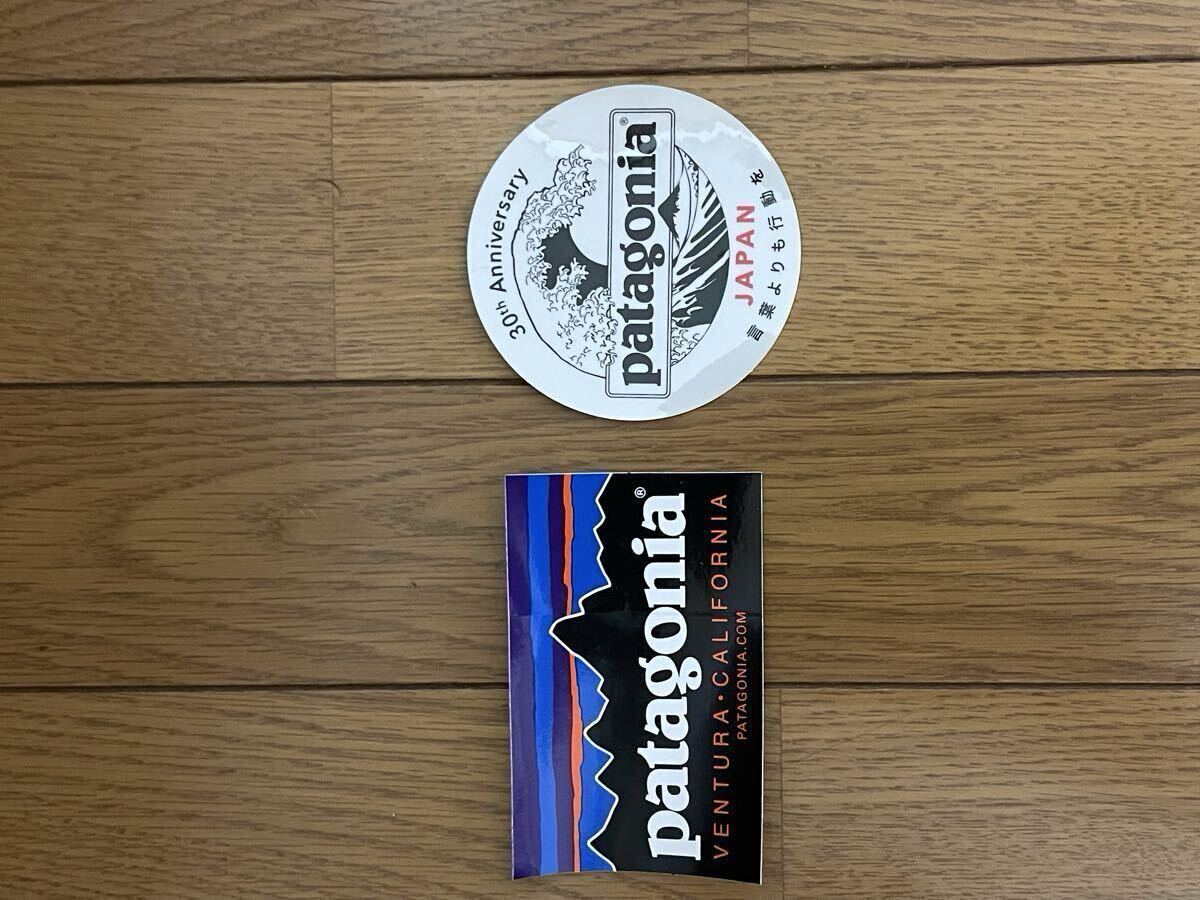 30th Anniversary
patagonia®
JAPAN
言葉よりも行動を
patagonia®
VENTURA · CALIFORNIA
PATAGONIA.COM